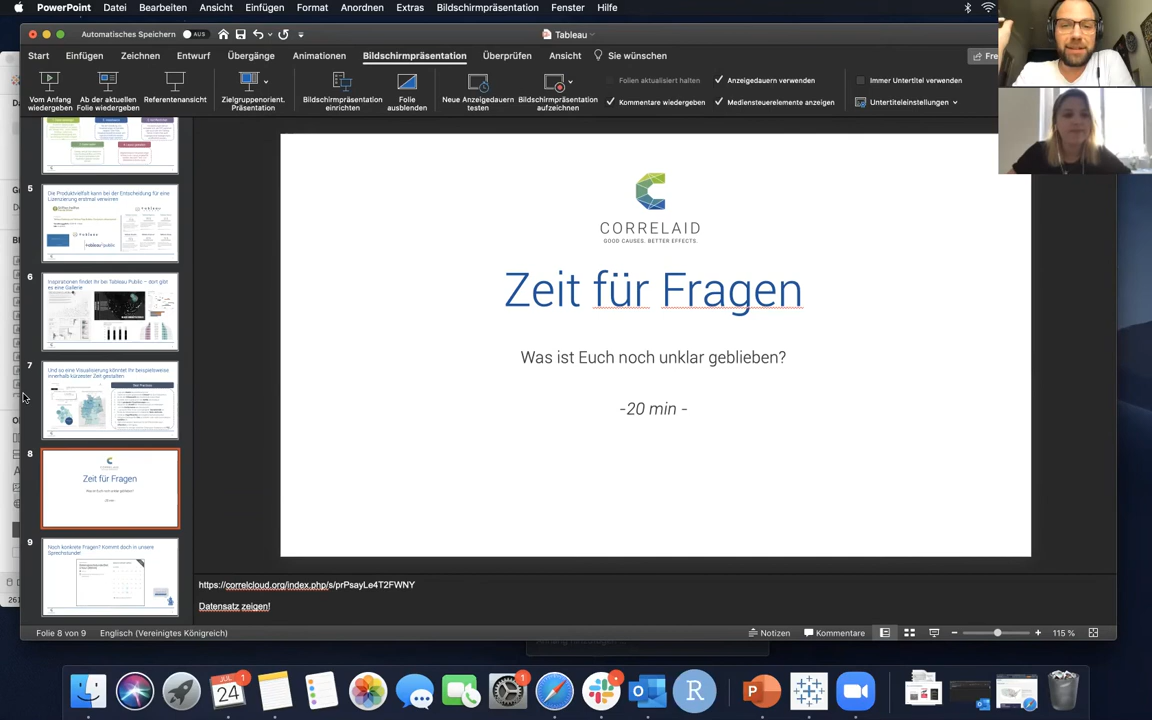 PowerPoint Datei Bearbeiten Ansicht Einfügen Format Anordnen Extras Bildschirmpräsentation Fenster Hilfe
Automatisches Speichern AUS Tableau
Start Einfügen Zeichnen Entwurf Übergänge Animationen Bildschirmpräsentation Überprüfen Ansicht Sie wünschen
Folien aktualisiert halten Anzeigedauern verwenden Immer Untertitel verwenden
Vom Anfang wiedergeben
Ab der aktuellen Folie wiedergeben
Referentenansicht
Zielgruppenorient. Präsentation
Bildschirmpräsentation einrichten
Folie ausblenden
Neue Anzeigedauern testen
Bildschirmpräsentation aufzeichnen
Kommentare wiedergeben Mediensteuerelemente anzeigen Untertiteleinstellungen
5
Die Produktvielfalt kann bei der Entscheidung für eine
Lizenzierung erstmal verwirren
6
Inspirationen findet Ihr bei Tableau Public – dort gibt
es eine Gallerie
7
Und so eine Visualisierung könntet Ihr beispielsweise
innerhalb kürzester Zeit gestalten
8
Zeit für Fragen
9
Noch konkrete Fragen? Kommt doch in unsere
Sprechstunde!
CORRELAID
GOOD CAUSES. BETTER EFFECTS.
Zeit für Fragen
Was ist Euch noch unklar geblieben?
-20 min -
https://correlcloud.org/index.php/s/prPsayLe4T2FWNY
Datensatz zeigen!
Folie 8 von 9 Englisch (Vereinigtes Königreich) Notizen Kommentare 115 %
JUL
24
1
1
R
P